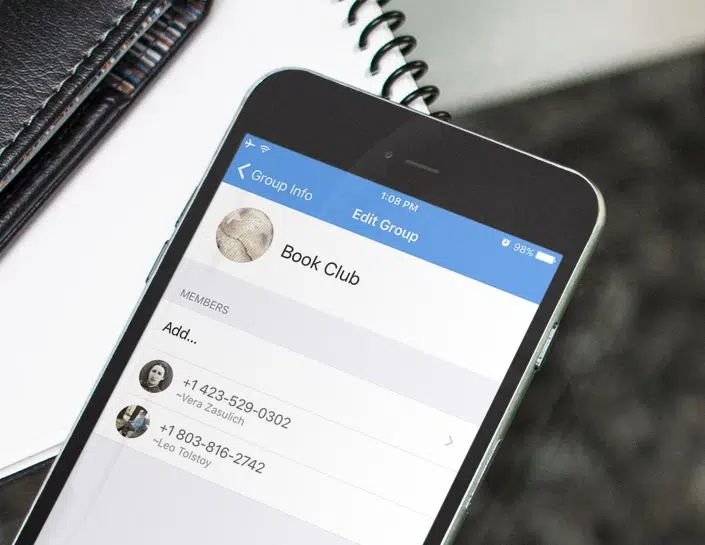 1:08 PM
98%
Group Info
Edit Group
Book Club
MEMBERS
Add...
+1 423-529-0302
~Vera Zasulich
+1 803-816-2742
~Leo Tolstoy